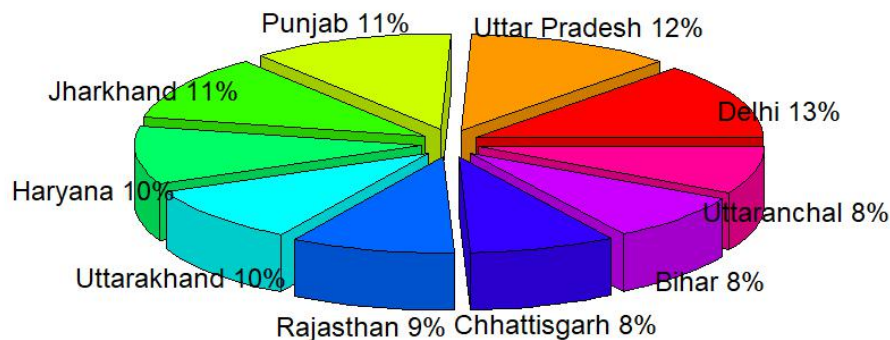 Punjab 11%
Uttar Pradesh 12%
Jharkhand 11%
Delhi 13%
Haryana 10%
Uttaranchal 8%
Uttarakhand 10%
Bihar 8%
Rajasthan 9%
Chhattisgarh 8%